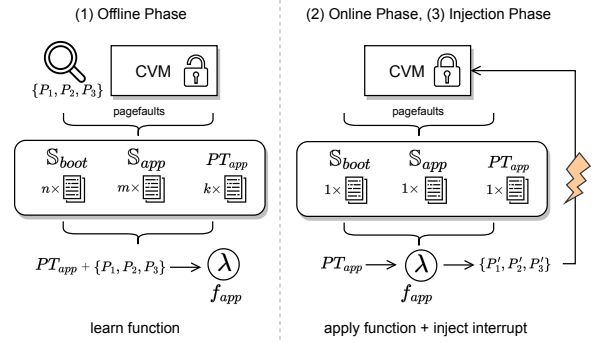 (1) Offline Phase
CVM
{P₁, P₂, P₃}
pagefaults
𝕊boot 𝕊app PTapp
n× m× k×
PTapp + {P₁, P₂, P₃} λ
fapp
learn function
(2) Online Phase, (3) Injection Phase
CVM
pagefaults
𝕊boot 𝕊app PTapp
1× 1× 1×
PTapp λ {P₁′, P₂′, P₃′}
fapp
apply function + inject interrupt